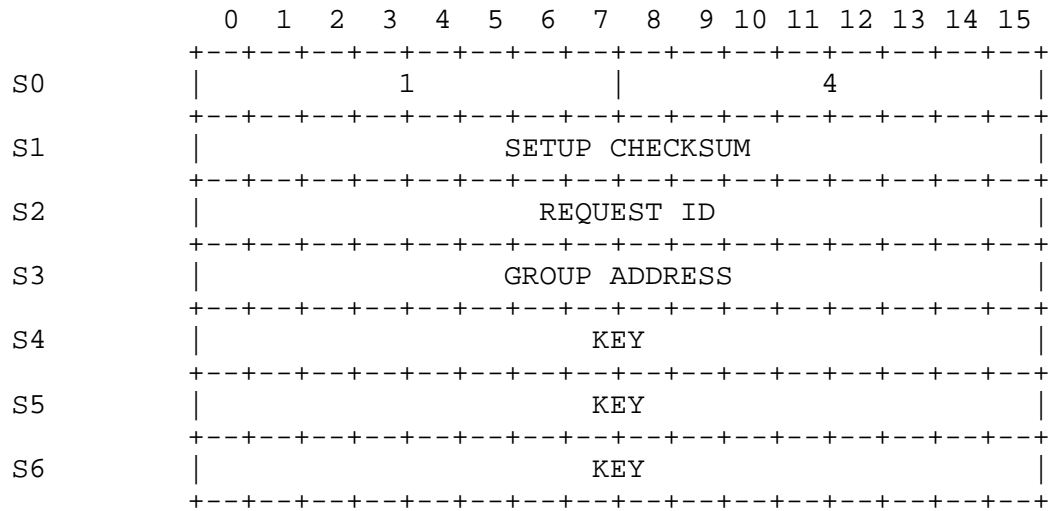 0 1 2 3 4 5 6 7 8 9 10 11 12 13 14 15
+--+--+--+--+--+--+--+--+--+--+--+--+--+--+--+--+
S0 | 1 | 4 |
+--+--+--+--+--+--+--+--+--+--+--+--+--+--+--+--+
S1 | SETUP CHECKSUM |
+--+--+--+--+--+--+--+--+--+--+--+--+--+--+--+--+
S2 | REQUEST ID |
+--+--+--+--+--+--+--+--+--+--+--+--+--+--+--+--+
S3 | GROUP ADDRESS |
+--+--+--+--+--+--+--+--+--+--+--+--+--+--+--+--+
S4 | KEY |
+--+--+--+--+--+--+--+--+--+--+--+--+--+--+--+--+
S5 | KEY |
+--+--+--+--+--+--+--+--+--+--+--+--+--+--+--+--+
S6 | KEY |
+--+--+--+--+--+--+--+--+--+--+--+--+--+--+--+--+